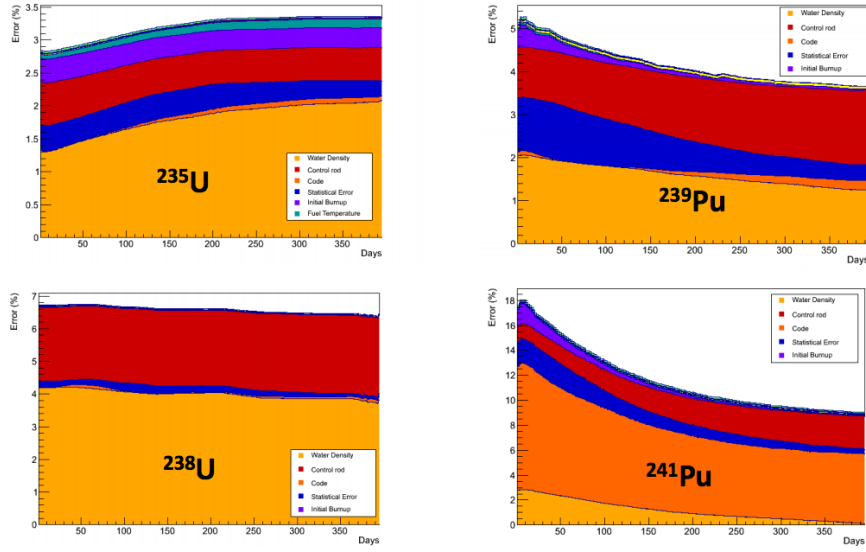 Error (%)
3.5
3
2.5
2
1.5
1
0.5
0
Water Density
Control rod
Code
Statistical Error
Initial Burnup
Fuel Temperature
235U
50 100 150 200 250 300 350
Days
Error (%)
5
4
3
2
1
0
Water Density
Control rod
Code
Statistical Error
Initial Burnup
239Pu
50 100 150 200 250 300 350
Days
Error (%)
7
6
5
4
3
2
1
0
238U
Water Density
Control rod
Code
Statistical Error
Initial Burnup
50 100 150 200 250 300 350
Days
Error (%)
18
16
14
12
10
8
6
4
2
0
Water Density
Control rod
Code
Statistical Error
Initial Burnup
241Pu
50 100 150 200 250 300 350
Days